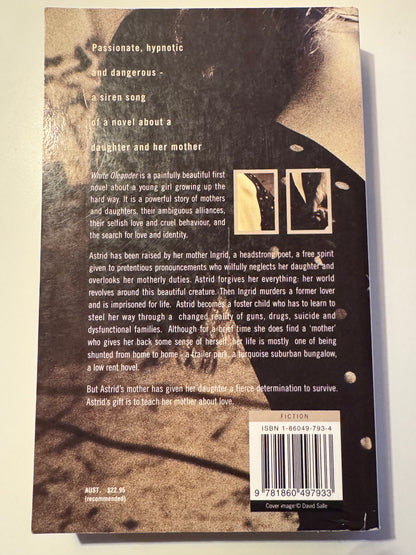 Passionate, hypnotic
and dangerous -
a siren song
of a novel about a
daughter and her mother
White Oleander is a painfully beautiful first
novel about a young girl growing up the
hard way. It is a powerful story of mothers
and daughters, their ambiguous alliances,
their selfish love and cruel behaviour, and
the search for love and identity.
Astrid has been raised by her mother Ingrid, a headstrong poet, a free spirit
given to pretentious pronouncements who wilfully neglects her daughter and
overlooks her motherly duties. Astrid forgives her everything: her world
revolves around this beautiful creature. Then Ingrid murders a former lover
and is imprisoned for life. Astrid becomes a foster child who has to learn to
steel her way through a changed reality of guns, drugs, suicide and
dysfunctional families. Although for a brief time she does find a 'mother'
who gives her back some sense of herself, her life is mostly one of being
shunted from home to home - a trailer park, a turquoise suburban bungalow,
a low rent hovel.
But Astrid's mother has given her daughter a fierce determination to survive.
Astrid's gift is to teach her mother about love.
FICTION
ISBN 1-86049-793-4
9 781860 497933
AUST. $22.95
(recommended)
Cover image © David Salle